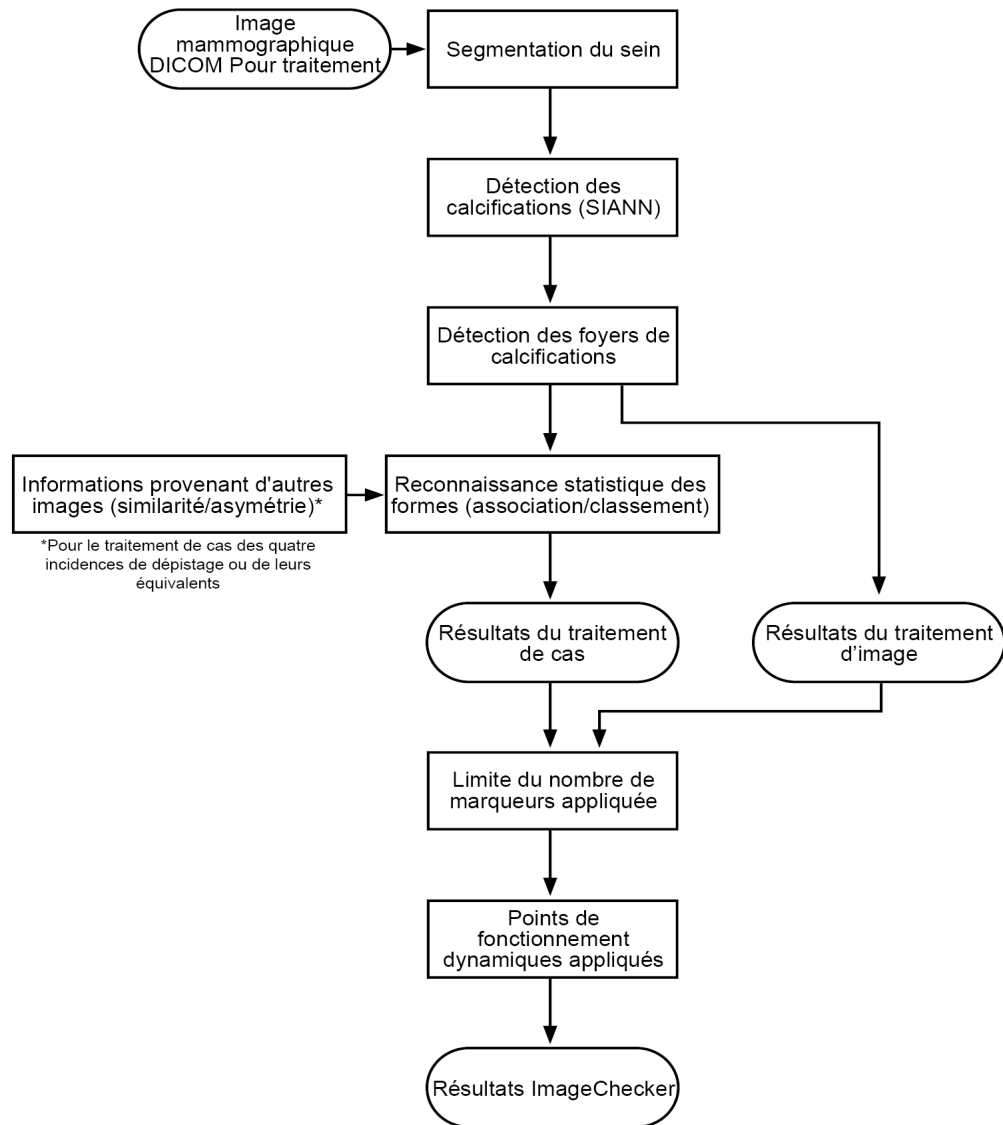 Image
mammographique
DICOM Pour traitement
Segmentation du sein
Détection des
calcifications (SIANN)
Détection des foyers de
calcifications
Informations provenant d'autres
images (similarité/asymétrie)*
*Pour le traitement de cas des quatre
incidences de dépistage ou de leurs
équivalents
Reconnaissance statistique des
formes (association/classement)
Résultats du traitement
de cas
Résultats du traitement
d’image
Limite du nombre de
marqueurs appliquée
Points de
fonctionnement
dynamiques appliqués
Résultats ImageChecker